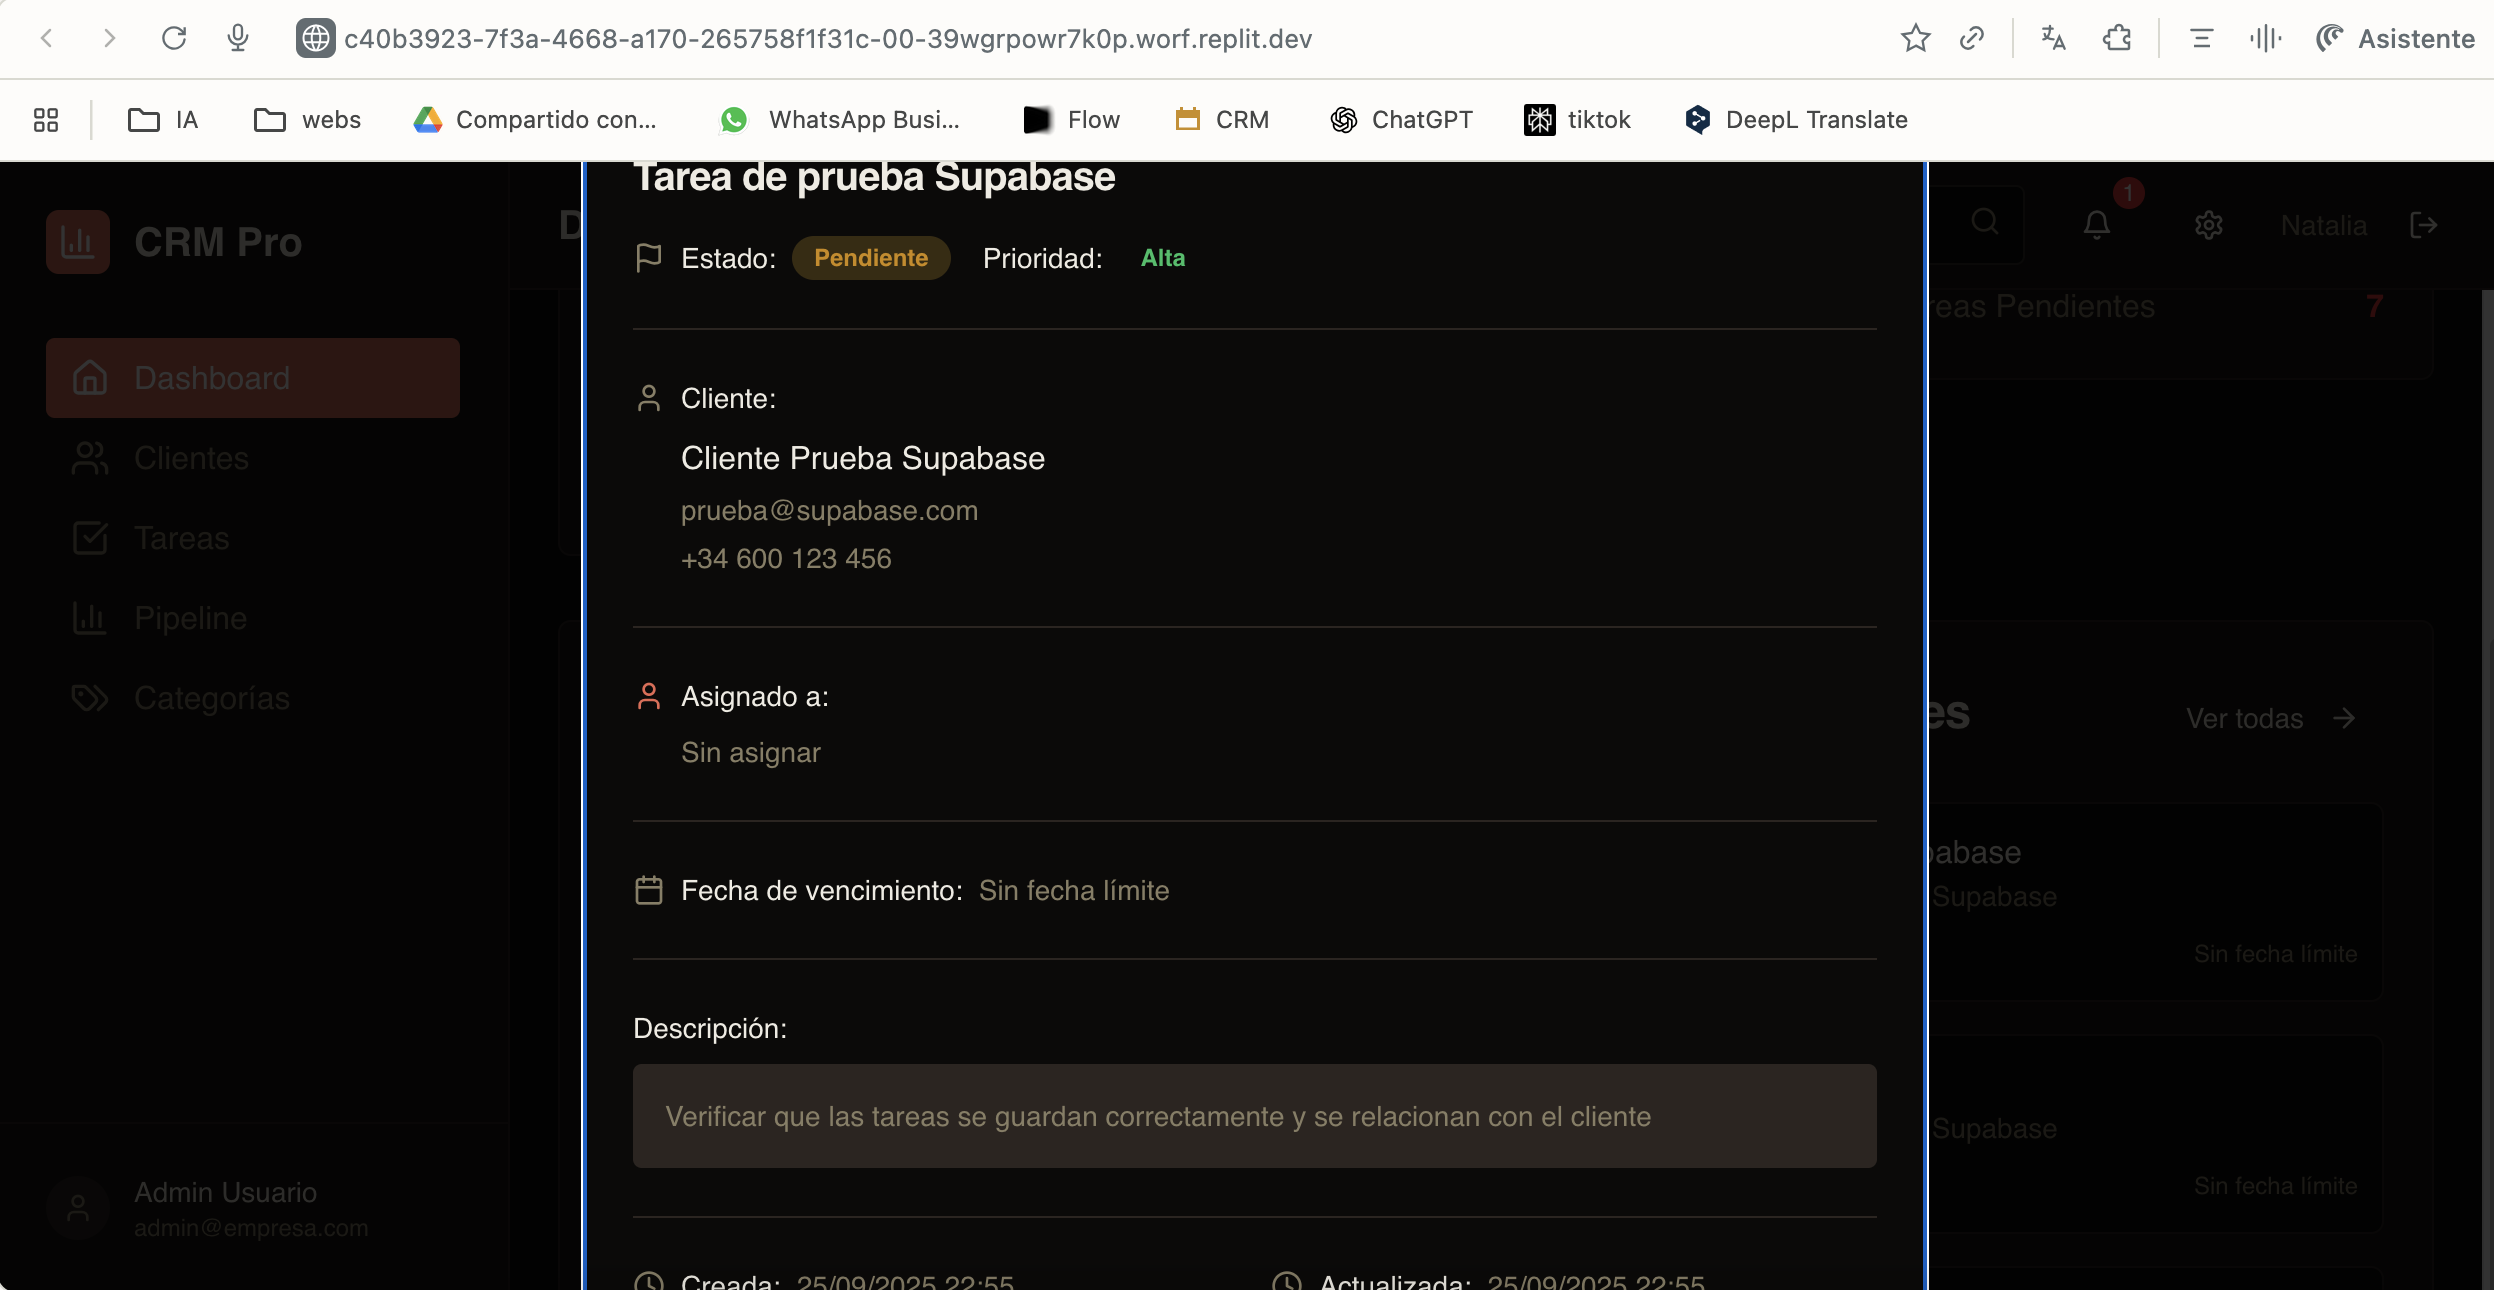 c40b3923-7f3a-4668-a170-265758f1f31c-00-39wgrpowr7k0p.worf.replit.dev
Asistente
IA
webs
Compartido con...
WhatsApp Busi...
Flow
CRM
ChatGPT
tiktok
DeepL Translate
CRM Pro
Dashboard
Clientes
Tareas
Pipeline
Categorías
Admin Usuario
admin@empresa.com
D
Tarea de prueba Supabase
Estado: Pendiente Prioridad: Alta
Cliente:
Cliente Prueba Supabase
prueba@supabase.com
+34 600 123 456
Asignado a:
Sin asignar
Fecha de vencimiento: Sin fecha límite
Descripción:
Verificar que las tareas se guardan correctamente y se relacionan con el cliente
Creada: 25/09/2025 22:55
Actualizada: 25/09/2025 22:55
1
Natalia
reas Pendientes 7
es
Ver todas
pabase
Supabase
Sin fecha límite
Supabase
Sin fecha límite